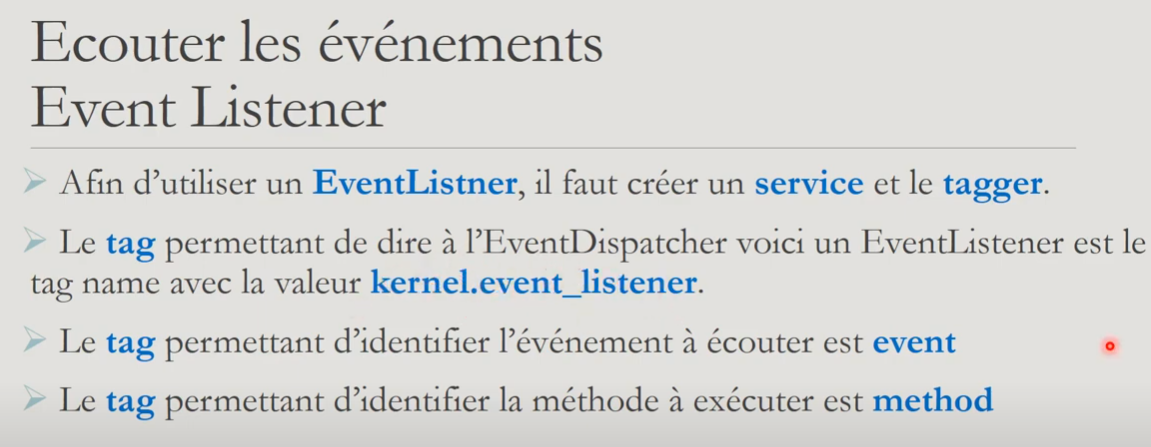 Ecouter les événements
Event Listener
Afin d'utiliser un EventListner, il faut créer un service et le tagger.
Le tag permettant de dire à l'EventDispatcher voici un EventListener est le
tag name avec la valeur kernel.event_listener.
Le tag permettant d'identifier l'événement à écouter est event
Le tag permettant d'identifier la méthode à exécuter est method